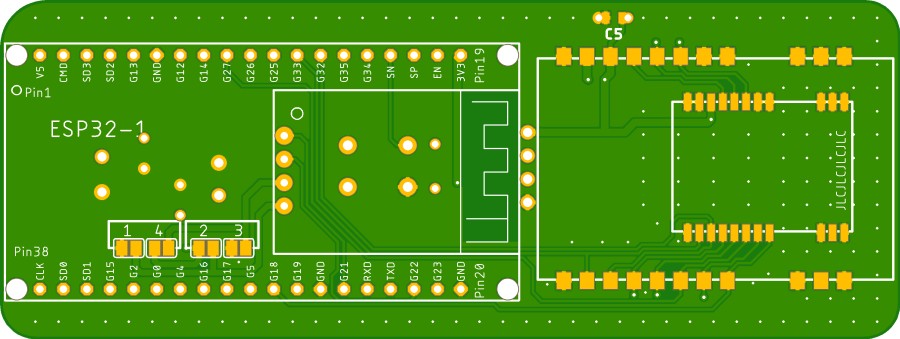 C5
V5 CMD SD3 SD2 G13 GND G12 G14 G27 G26 G25 G33 G32 G35 G34 SN SP EN 3V3 Pin19
Pin1
ESP32-1
JLCJLCJLCJLC
1 4 2 3
Pin38
CLK SD0 SD1 G15 G2 G0 G4 G16 G17 G5 G18 G19 GND G21 RXD TXD G22 G23 GND Pin20